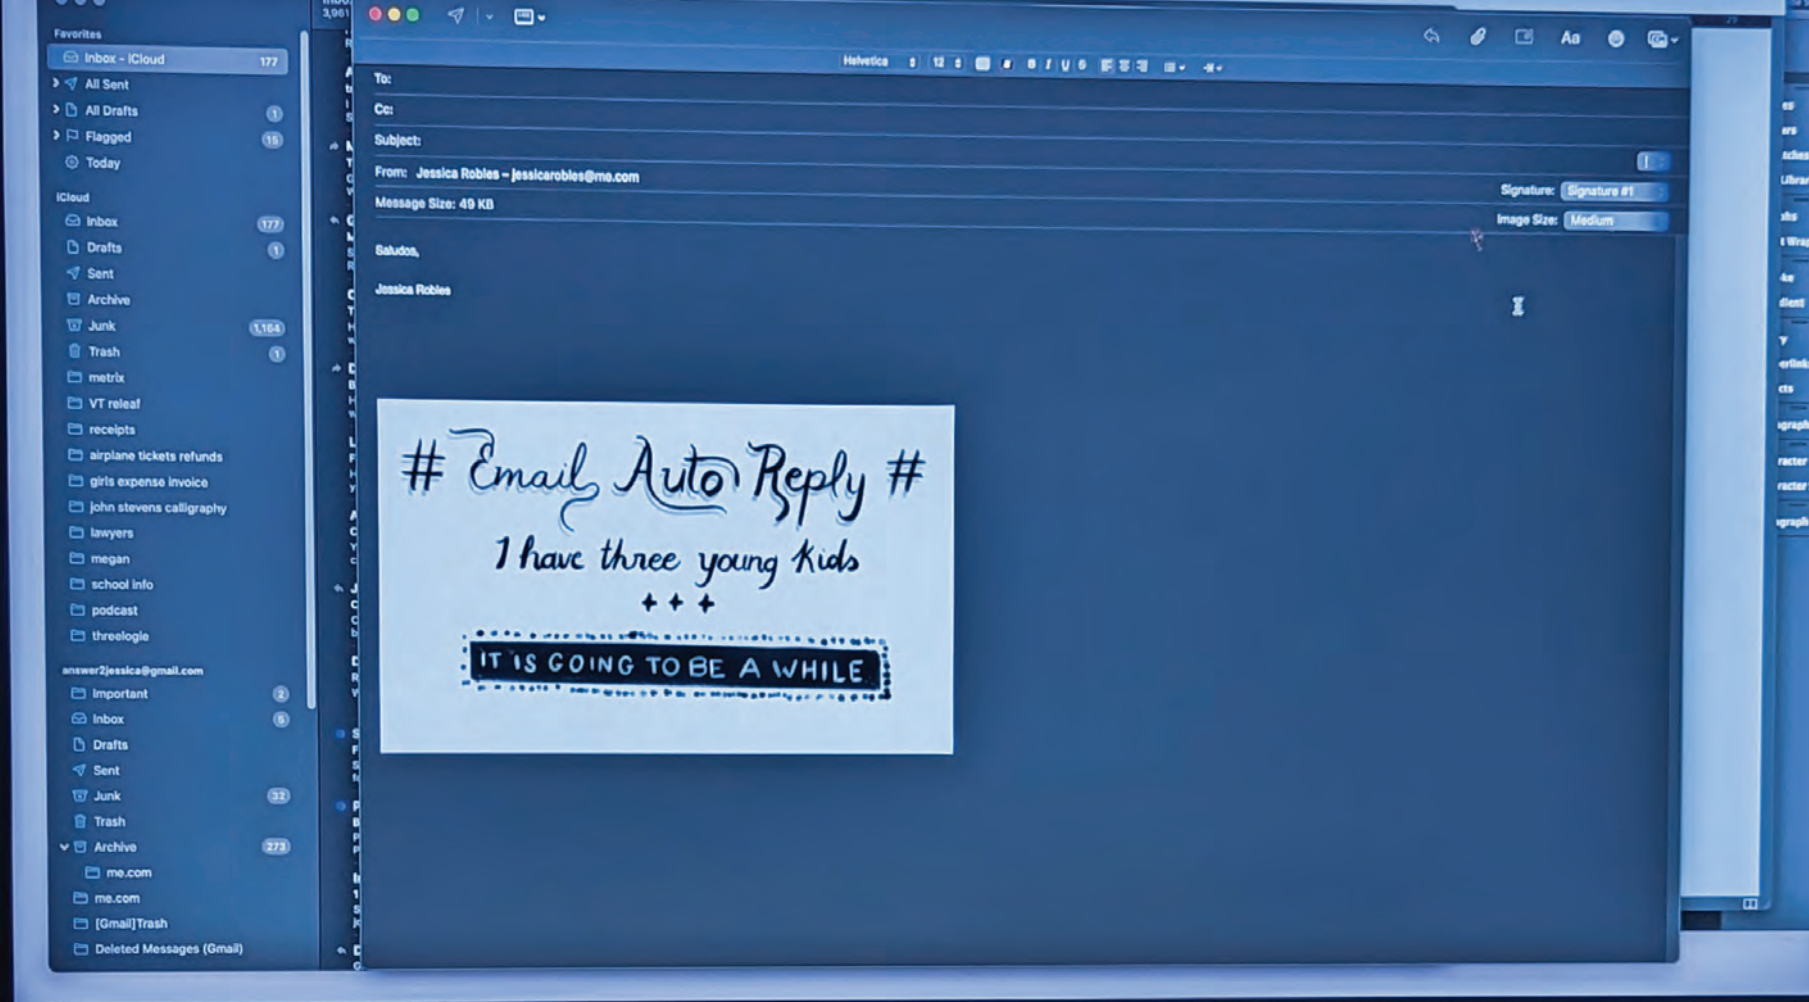 Favorites
Inbox - iCloud 177
All Sent
All Drafts 1
Flagged 15
Today
iCloud
Inbox 177
Drafts 1
Sent
Archive
Junk 1,164
Trash 1
metrix
VT releaf
receipts
airplane tickets refunds
girls expense invoice
john stevens calligraphy
lawyers
megan
school info
podcast
threelogie
answer2jessica@gmail.com
Important 2
Inbox 5
Drafts
Sent
Junk 32
Trash
Archive 273
me.com
me.com
[Gmail]Trash
Deleted Messages (Gmail)
3,961
Aa
Helvetica 12 B I U S
To:
Cc:
Subject:
From: Jessica Robles – jessicarobles@me.com
Signature: Signature #1
Message Size: 49 KB
Image Size: Medium
Saludos,
Jessica Robles
# Email Auto Reply #
I have three young kids
+ + +
IT IS GOING TO BE A WHILE